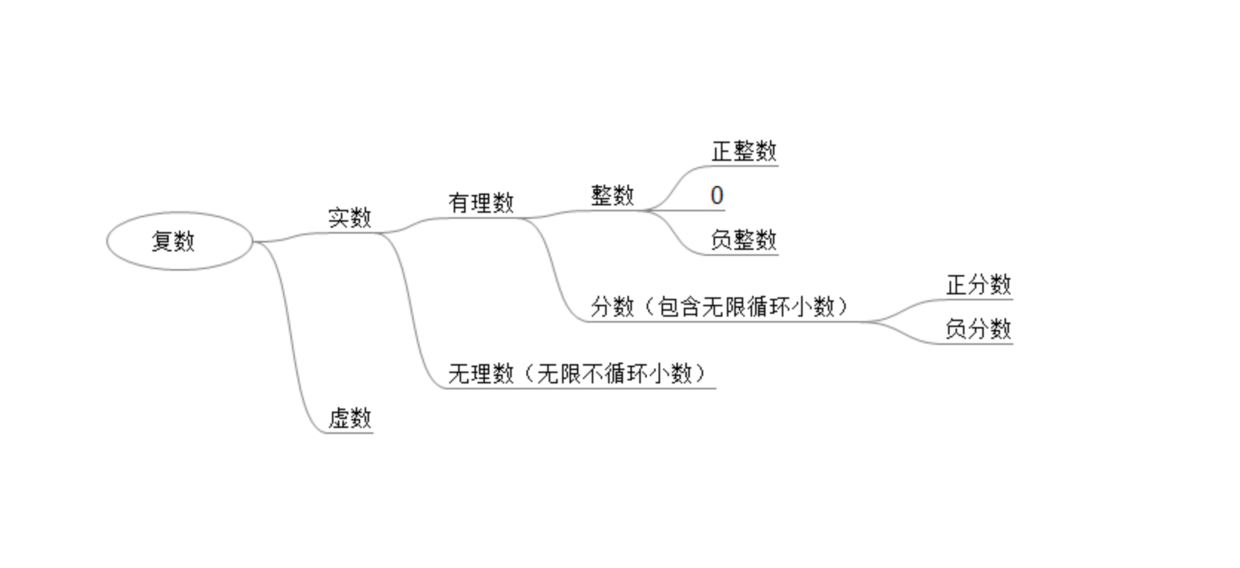 复数
实数
有理数
整数
正整数
0
负整数
分数（包含无限循环小数）
正分数
负分数
无理数（无限不循环小数）
虚数